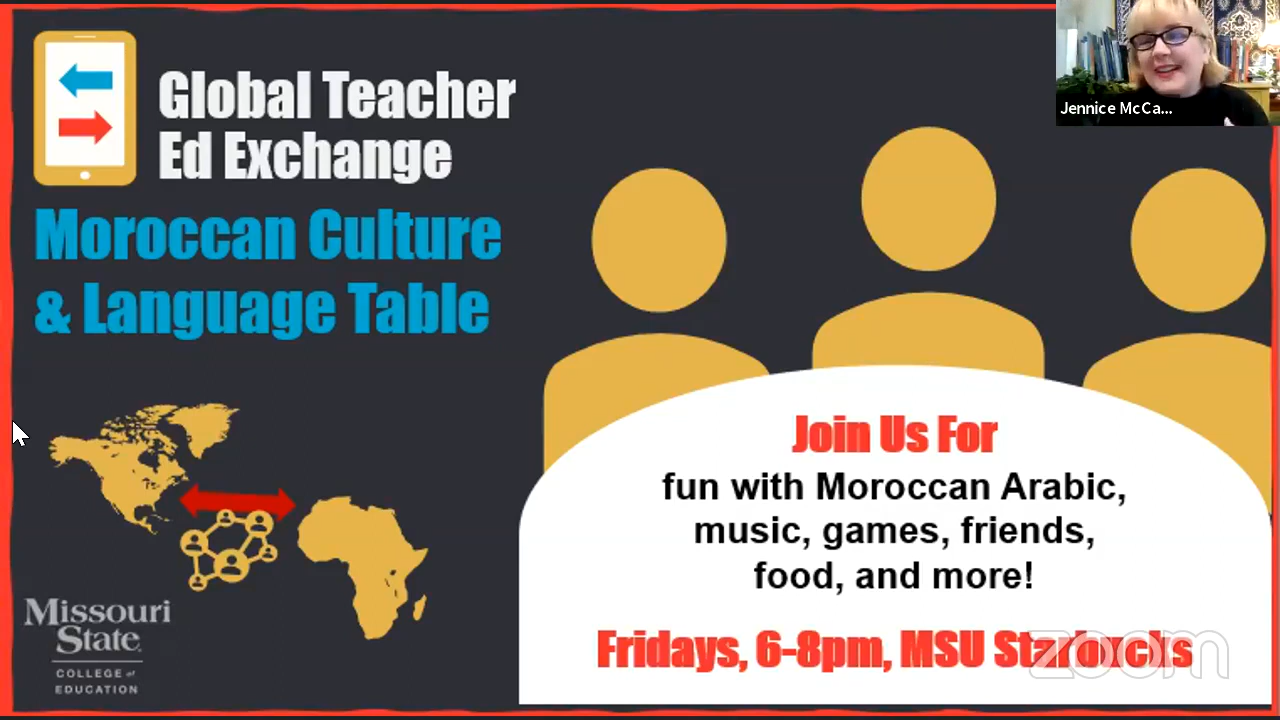 Global Teacher
Ed Exchange
Moroccan Culture
& Language Table
Jennice McCa...
Join Us For
fun with Moroccan Arabic,
music, games, friends,
food, and more!
Fridays, 6-8pm, MSU Starbucks
zoom
Missouri
State
COLLEGE of
EDUCATION